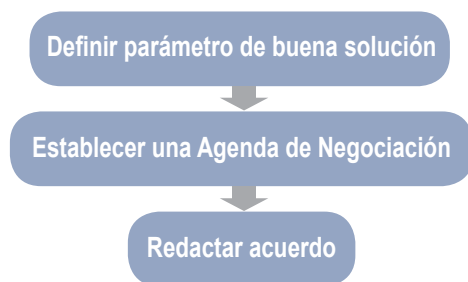 Definir parámetro de buena solución
Establecer una Agenda de Negociación
Redactar acuerdo